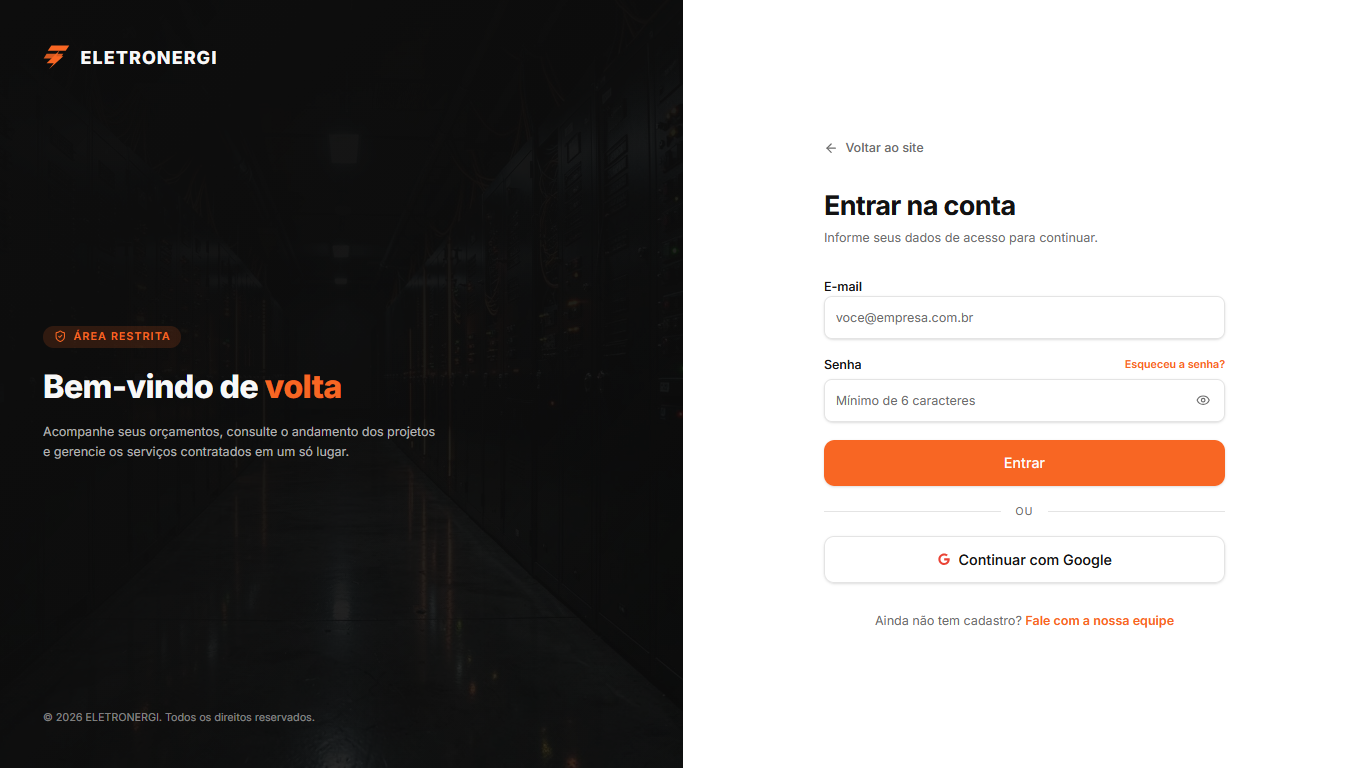 ELETRONERGI
ÁREA RESTRITA
Bem-vindo de volta
Acompanhe seus orçamentos, consulte o andamento dos projetos
e gerencie os serviços contratados em um só lugar.
© 2026 ELETRONERGI. Todos os direitos reservados.
Voltar ao site
Entrar na conta
Informe seus dados de acesso para continuar.
E-mail
voce@empresa.com.br
Senha Esqueceu a senha?
Mínimo de 6 caracteres
Entrar
OU
Continuar com Google
Ainda não tem cadastro? Fale com a nossa equipe